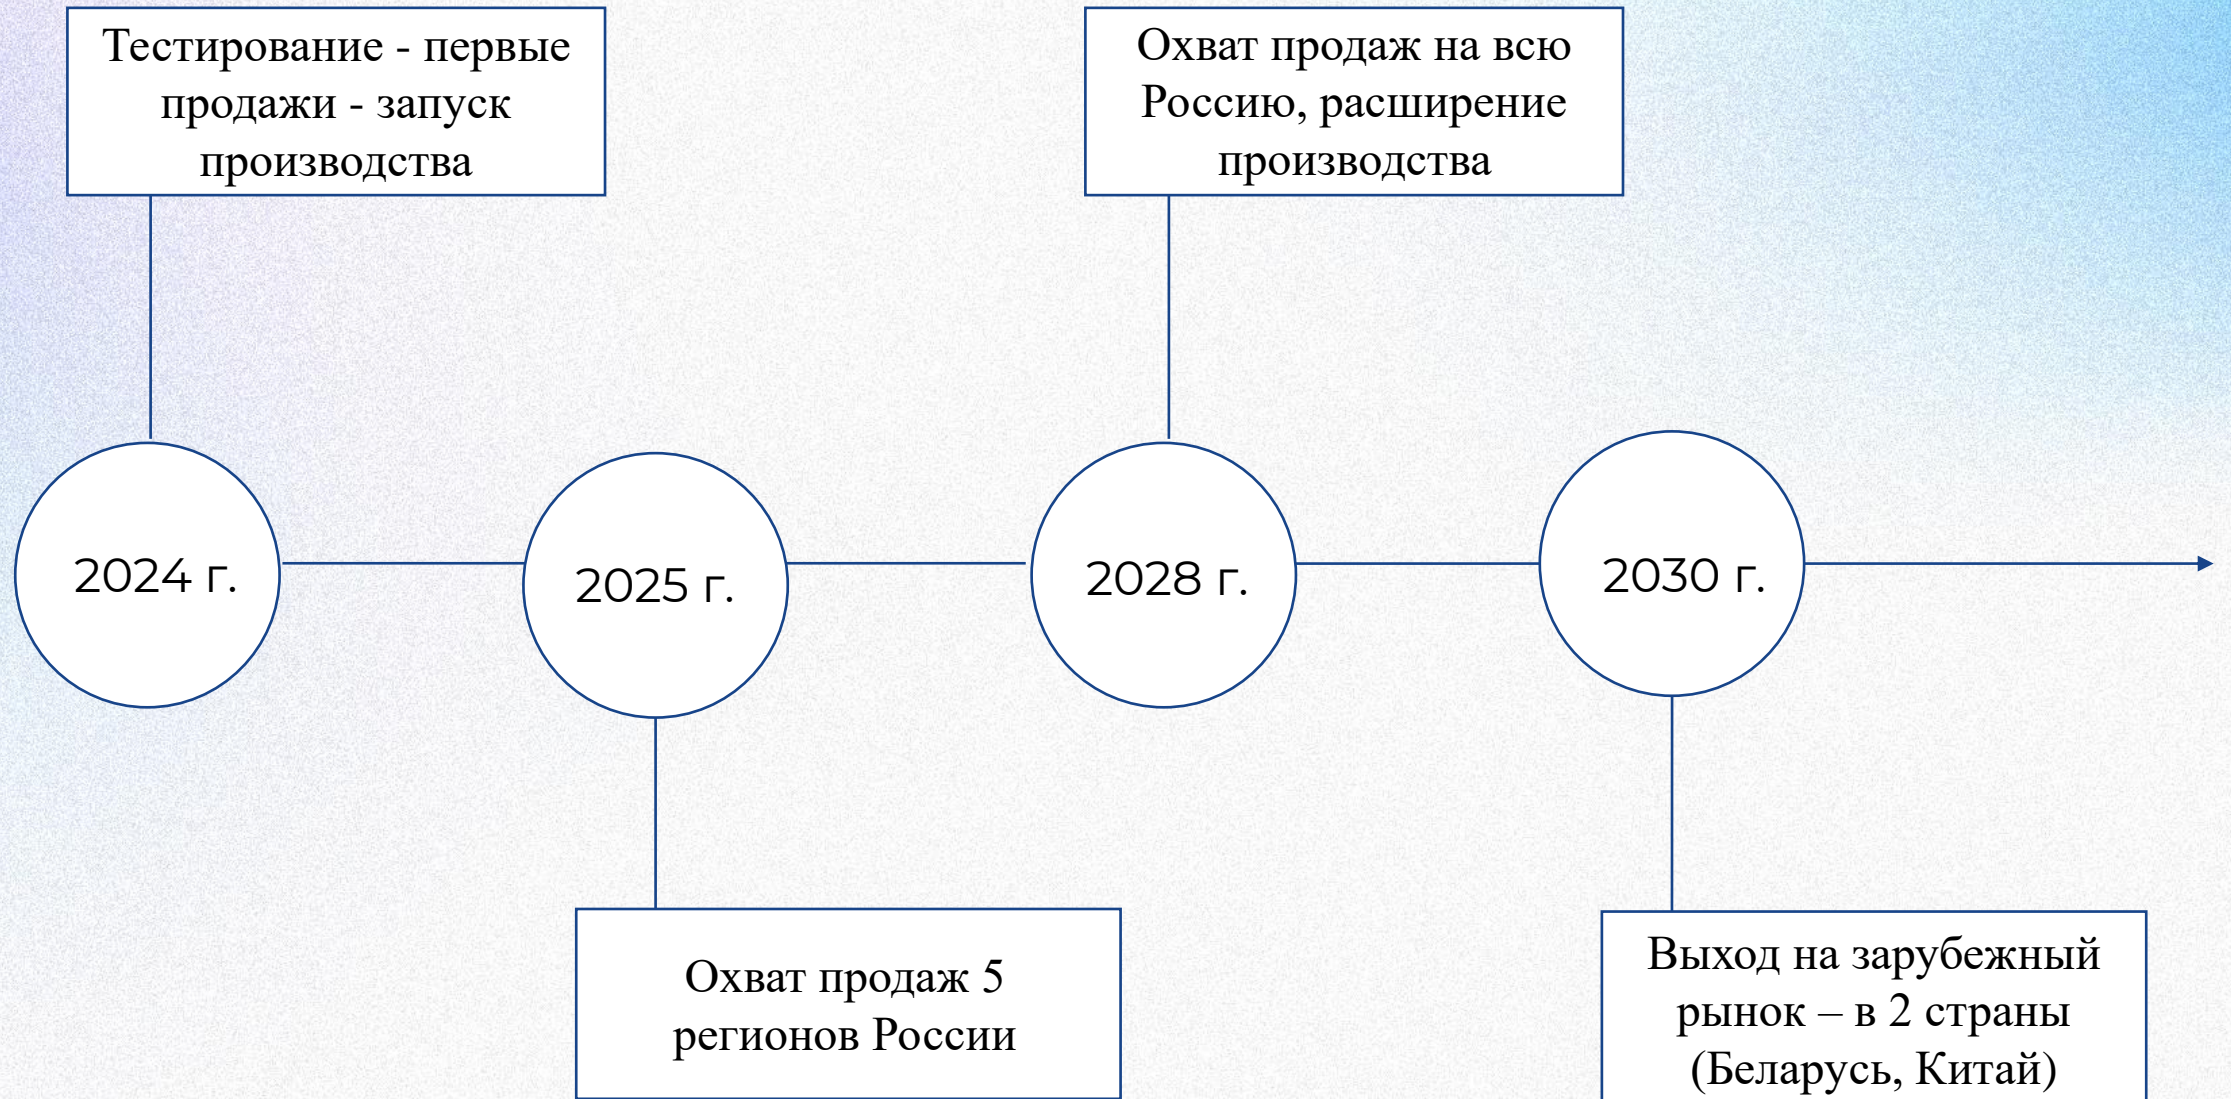 Тестирование - первые
продажи - запуск
производства
Охват продаж на всю
Россию, расширение
производства
2024 г.
2025 г.
2028 г.
2030 г.
Охват продаж 5
регионов России
Выход на зарубежный
рынок – в 2 страны
(Беларусь, Китай)